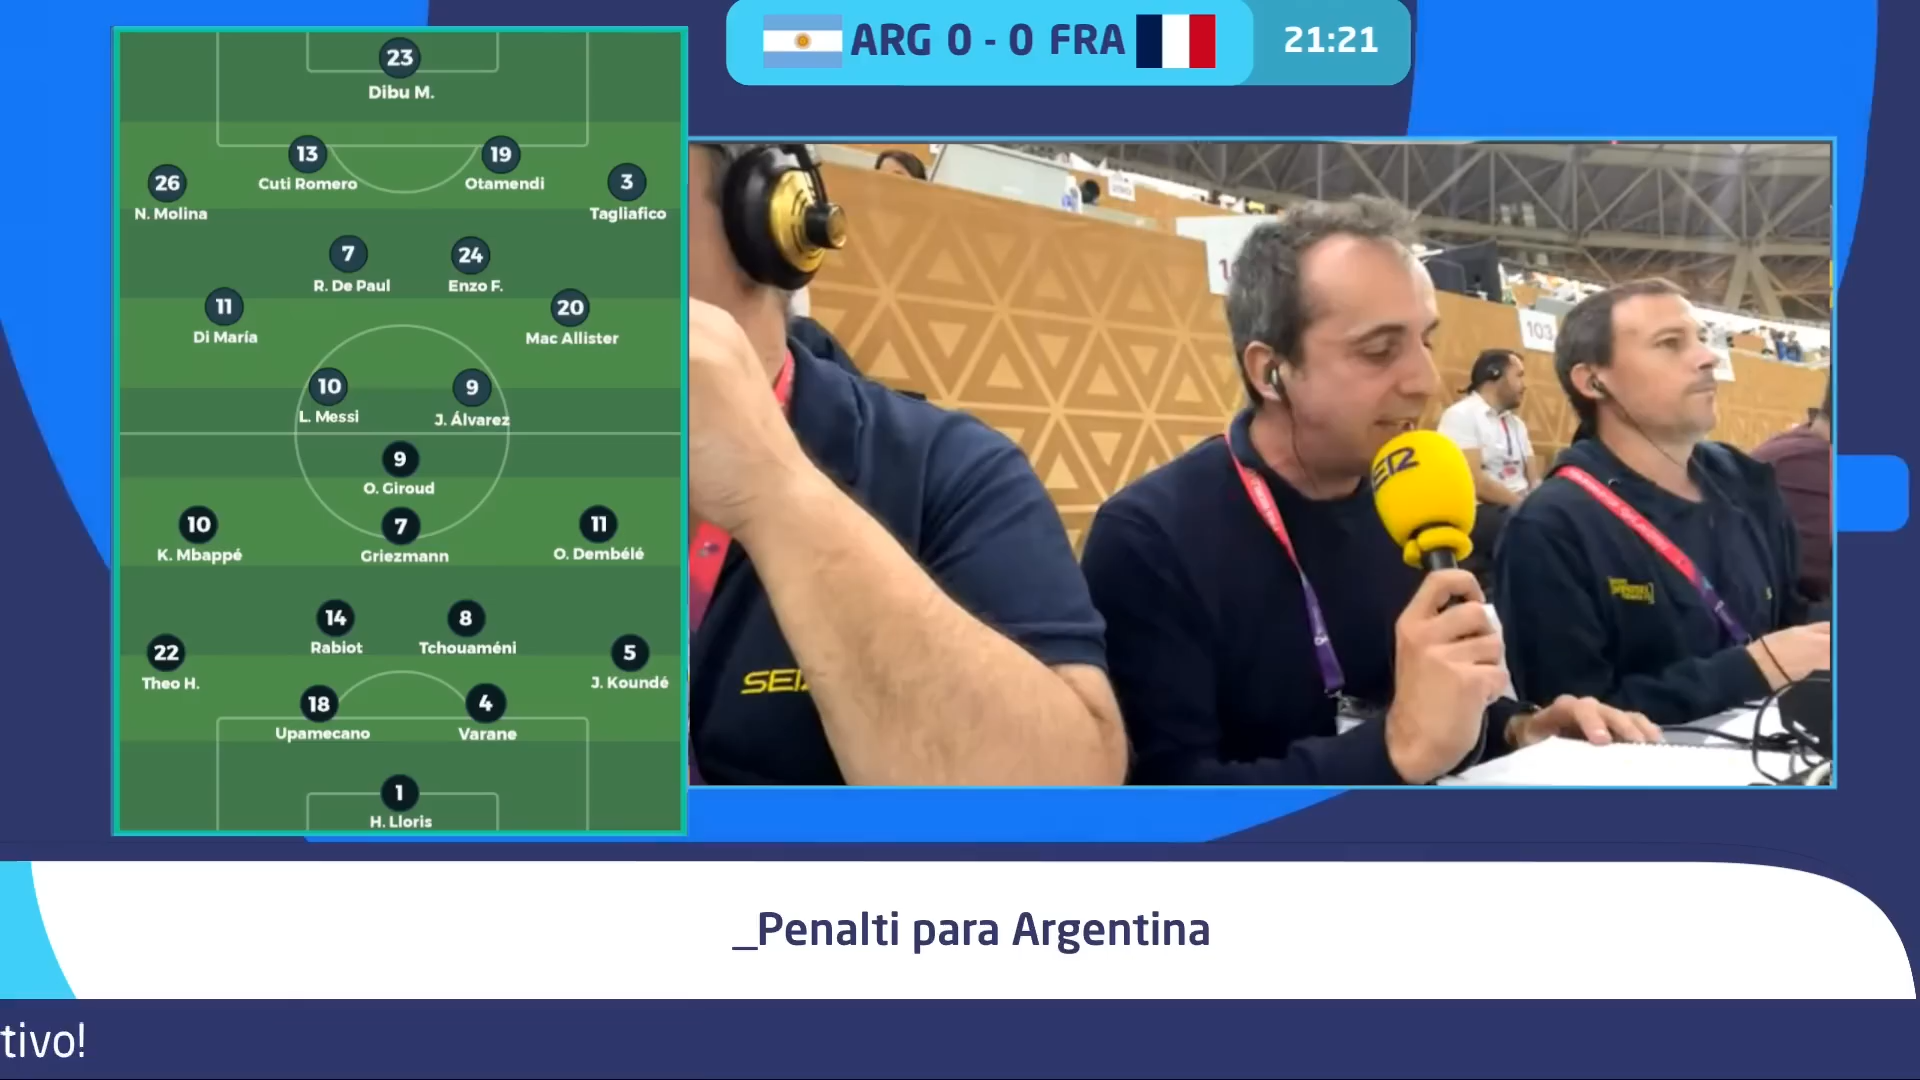 ARG 0 - 0 FRA
21:21
23
Dibu M.
13
19
Cuti Romero
Otamendi
26
3
N. Molina
Tagliafico
7
24
R. De Paul
Enzo F.
11
20
Di María
Mac Allister
10
9
L. Messi
J. Álvarez
9
O. Giroud
10
7
11
K. Mbappé
Griezmann
O. Dembélé
14
8
Rabiot
Tchouaméni
22
5
Theo H.
J. Koundé
18
4
Upamecano
Varane
1
H. Lloris
103
SER
_Penalti para Argentina
tivo!